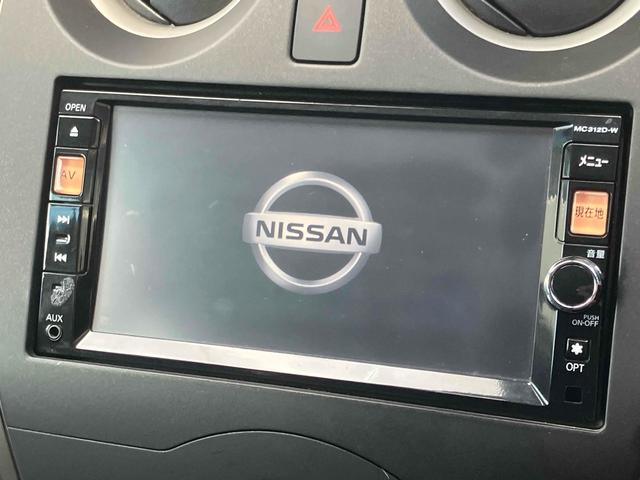 OPEN
MC312D-W
AV
メニュー
現在地
NISSAN
音量
AUX
PUSH
ON-OFF
OPT